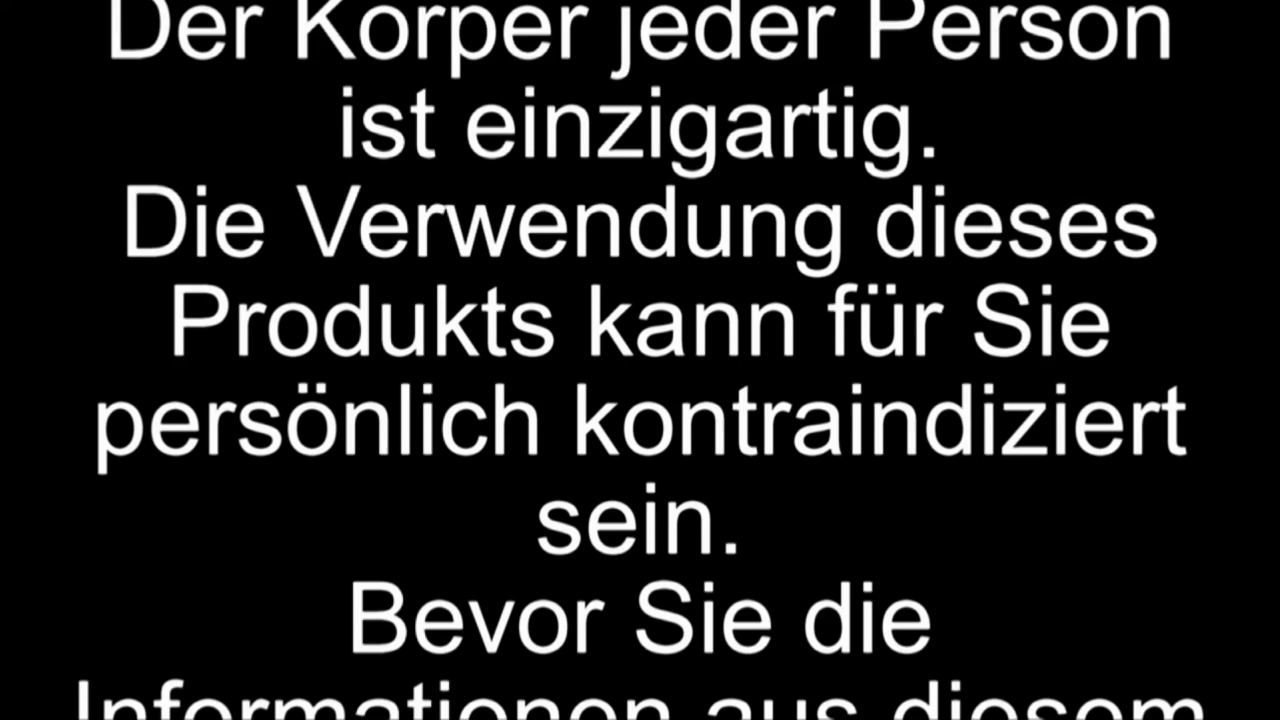 Der Körper jeder Person
ist einzigartig.
Die Verwendung dieses
Produkts kann für Sie
persönlich kontraindiziert
sein.
Bevor Sie die
Informationen aus diesem